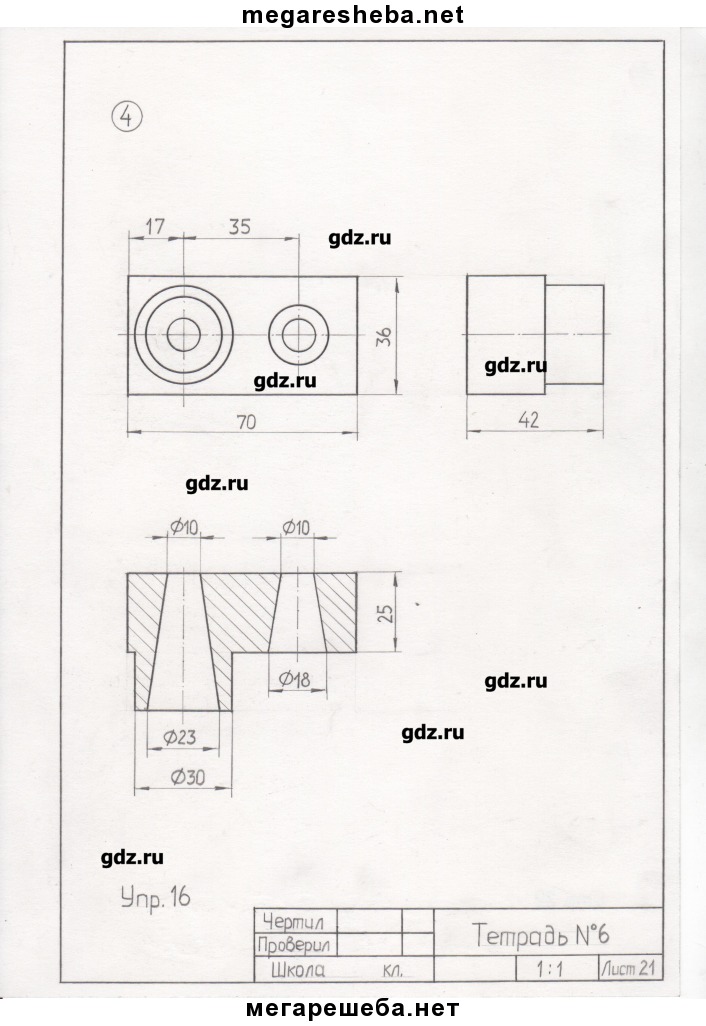 megaresheba.net
4
17 35
gdz.ru
36
gdz.ru
gdz.ru
70
42
gdz.ru
Ø10 Ø10
25
Ø18
gdz.ru
gdz.ru
Ø23
Ø30
gdz.ru
Упр. 16
Чертил
Проверил
Тетрадь №6
Школа кл.
1:1
Лист 21
мегарешеба.нет